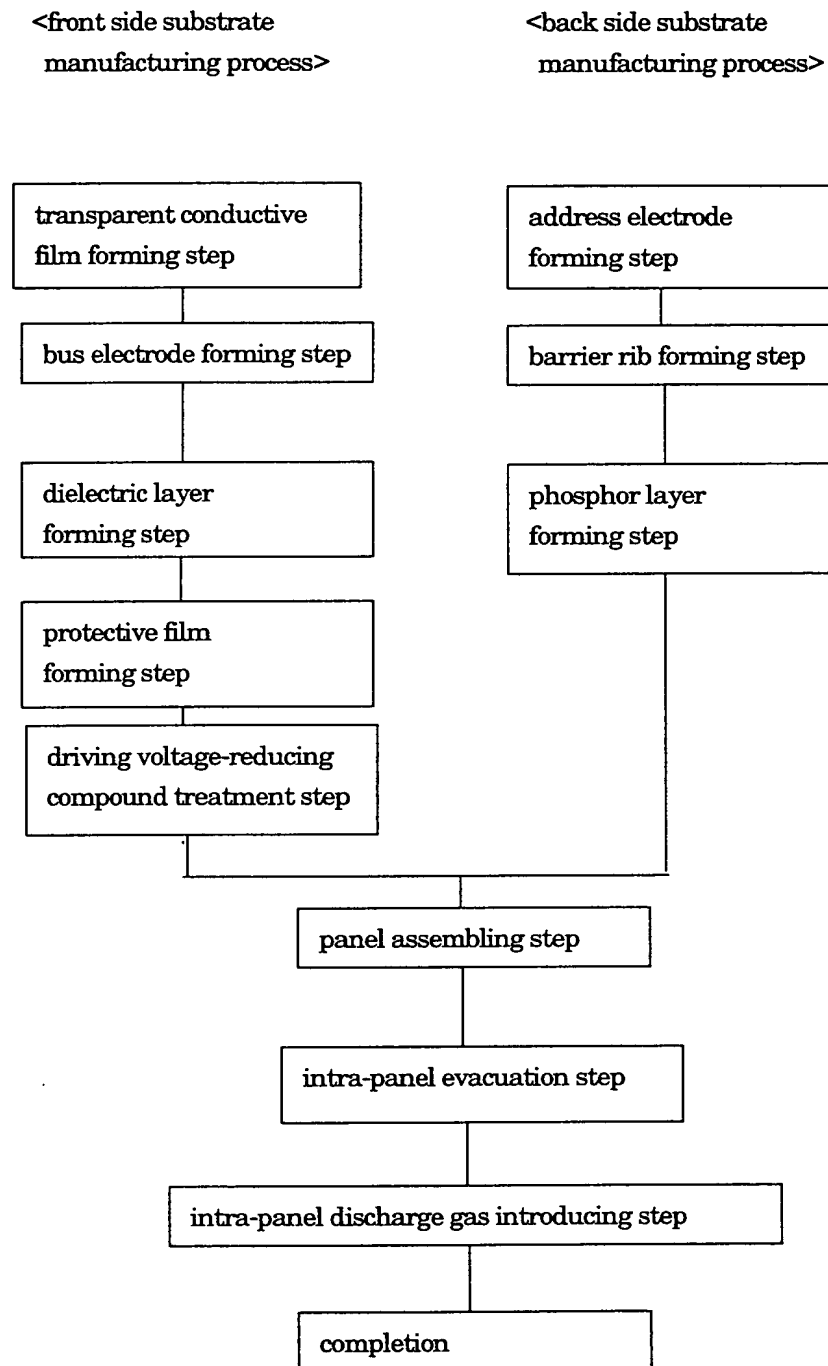 <front side substrate
manufacturing process>
<back side substrate
manufacturing process>
transparent conductive
film forming step
address electrode
forming step
bus electrode forming step
barrier rib forming step
dielectric layer
forming step
phosphor layer
forming step
protective film
forming step
driving voltage-reducing
compound treatment step
panel assembling step
intra-panel evacuation step
intra-panel discharge gas introducing step
completion